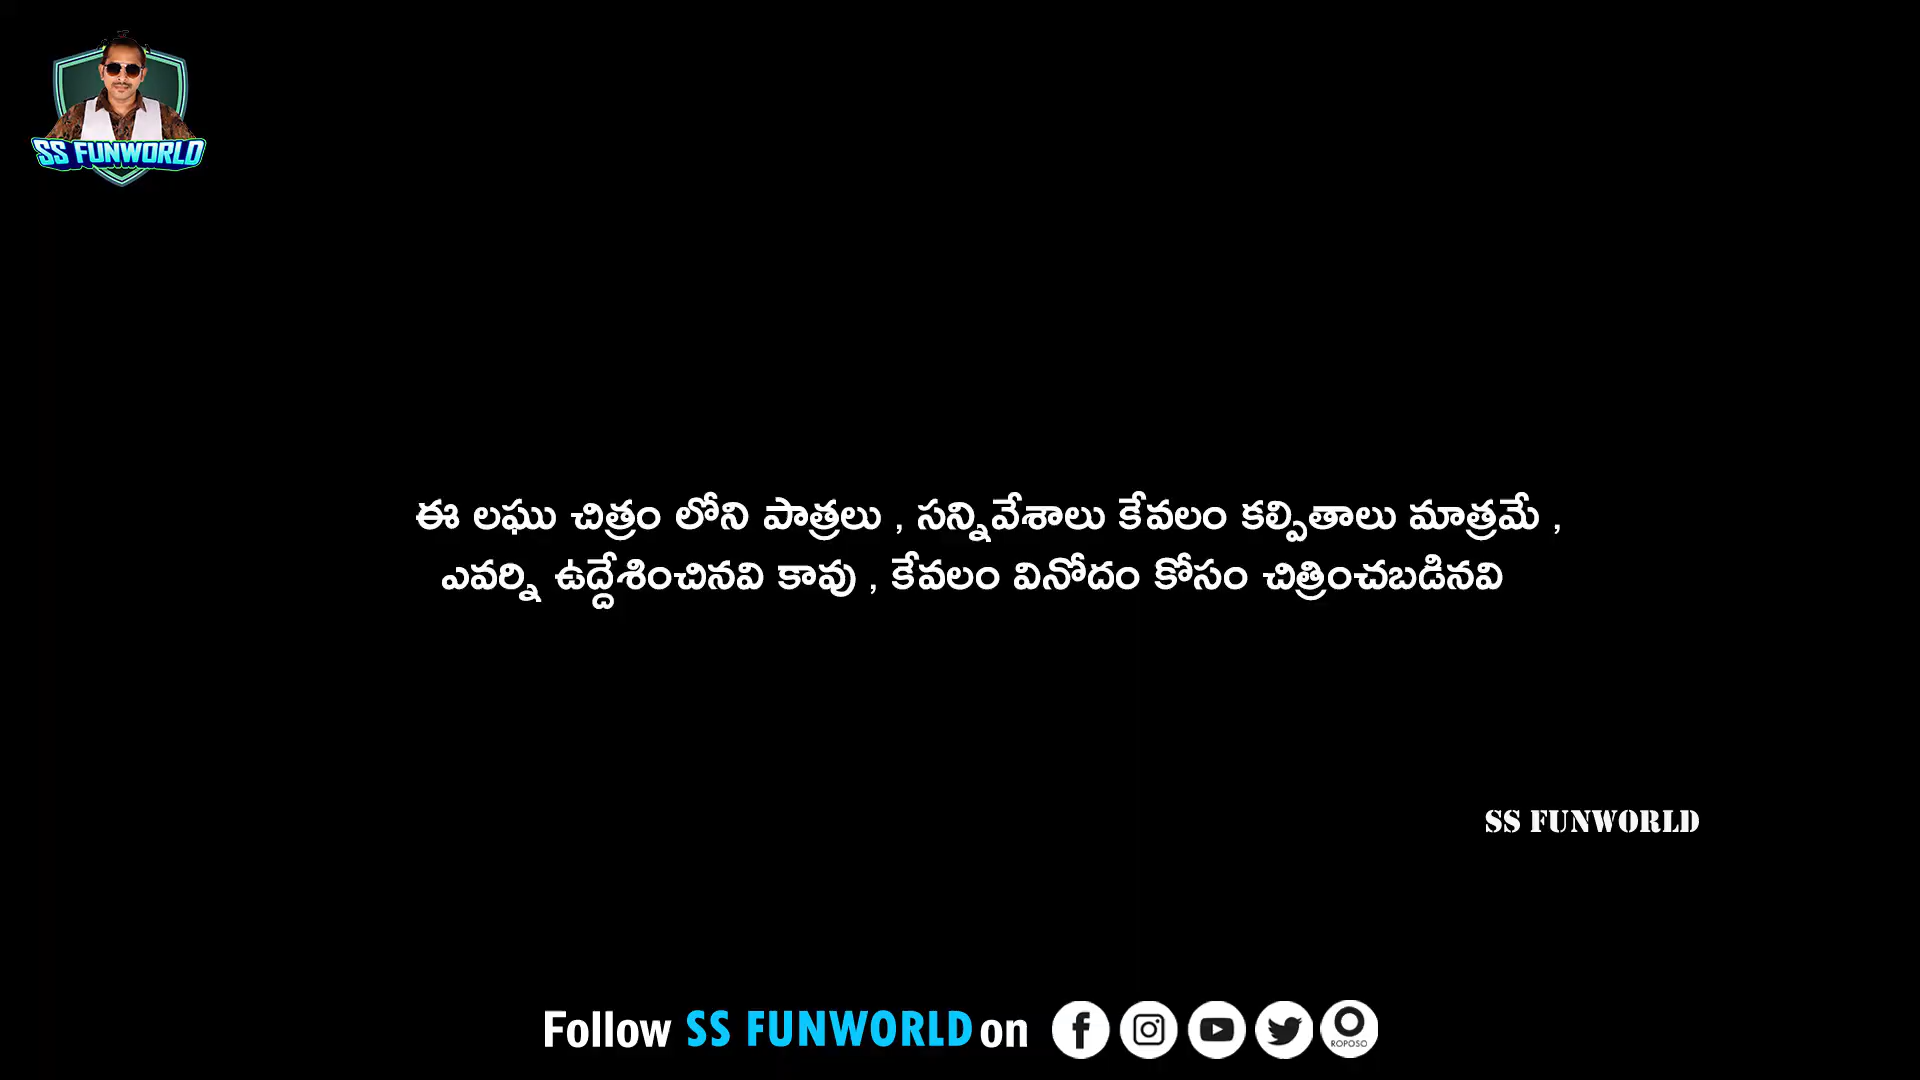 SS FUNWORLD
ఈ లఘు చిత్రం లోని పాత్రలు , సన్నివేశాలు కేవలం కల్పితాలు మాత్రమే ,
ఎవర్ని ఉద్దేశించినవి కావు , కేవలం వినోదం కోసం చిత్రించబడినవి
SS FUNWORLD
Follow SS FUNWORLD on
ROPOSO